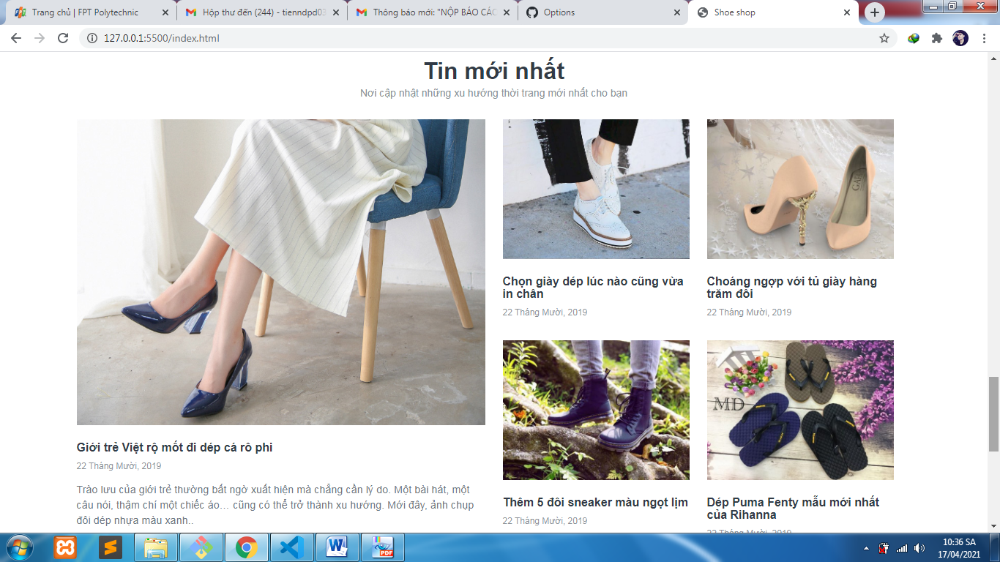 Trang chủ | FPT Polytechnic
Hộp thư đến (244) - tienndpd03
Thông báo mới: "NỘP BÁO CÁO
Options
Shoe shop
127.0.0.1:5500/index.html
Tin mới nhất
Nơi cập nhật những xu hướng thời trang mới nhất cho bạn
Giới trẻ Việt rộ mốt đi dép cá rô phi
22 Tháng Mười, 2019
Trào lưu của giới trẻ thường bất ngờ xuất hiện mà chẳng cần lý do. Một bài hát, một
câu nói, thậm chí một chiếc áo… cũng có thể trở thành xu hướng. Mới đây, ảnh chụp
đôi dép nhựa màu xanh..
Chọn giày dép lúc nào cũng vừa
in chân
22 Tháng Mười, 2019
Choáng ngợp với tủ giày hàng
trăm đôi
22 Tháng Mười, 2019
Thêm 5 đôi sneaker màu ngọt lịm
22 Tháng Mười, 2019
MD
Dép Puma Fenty mẫu mới nhất
của Rihanna
22 Tháng Mười, 2019
PDF
10:36 SA
17/04/2021